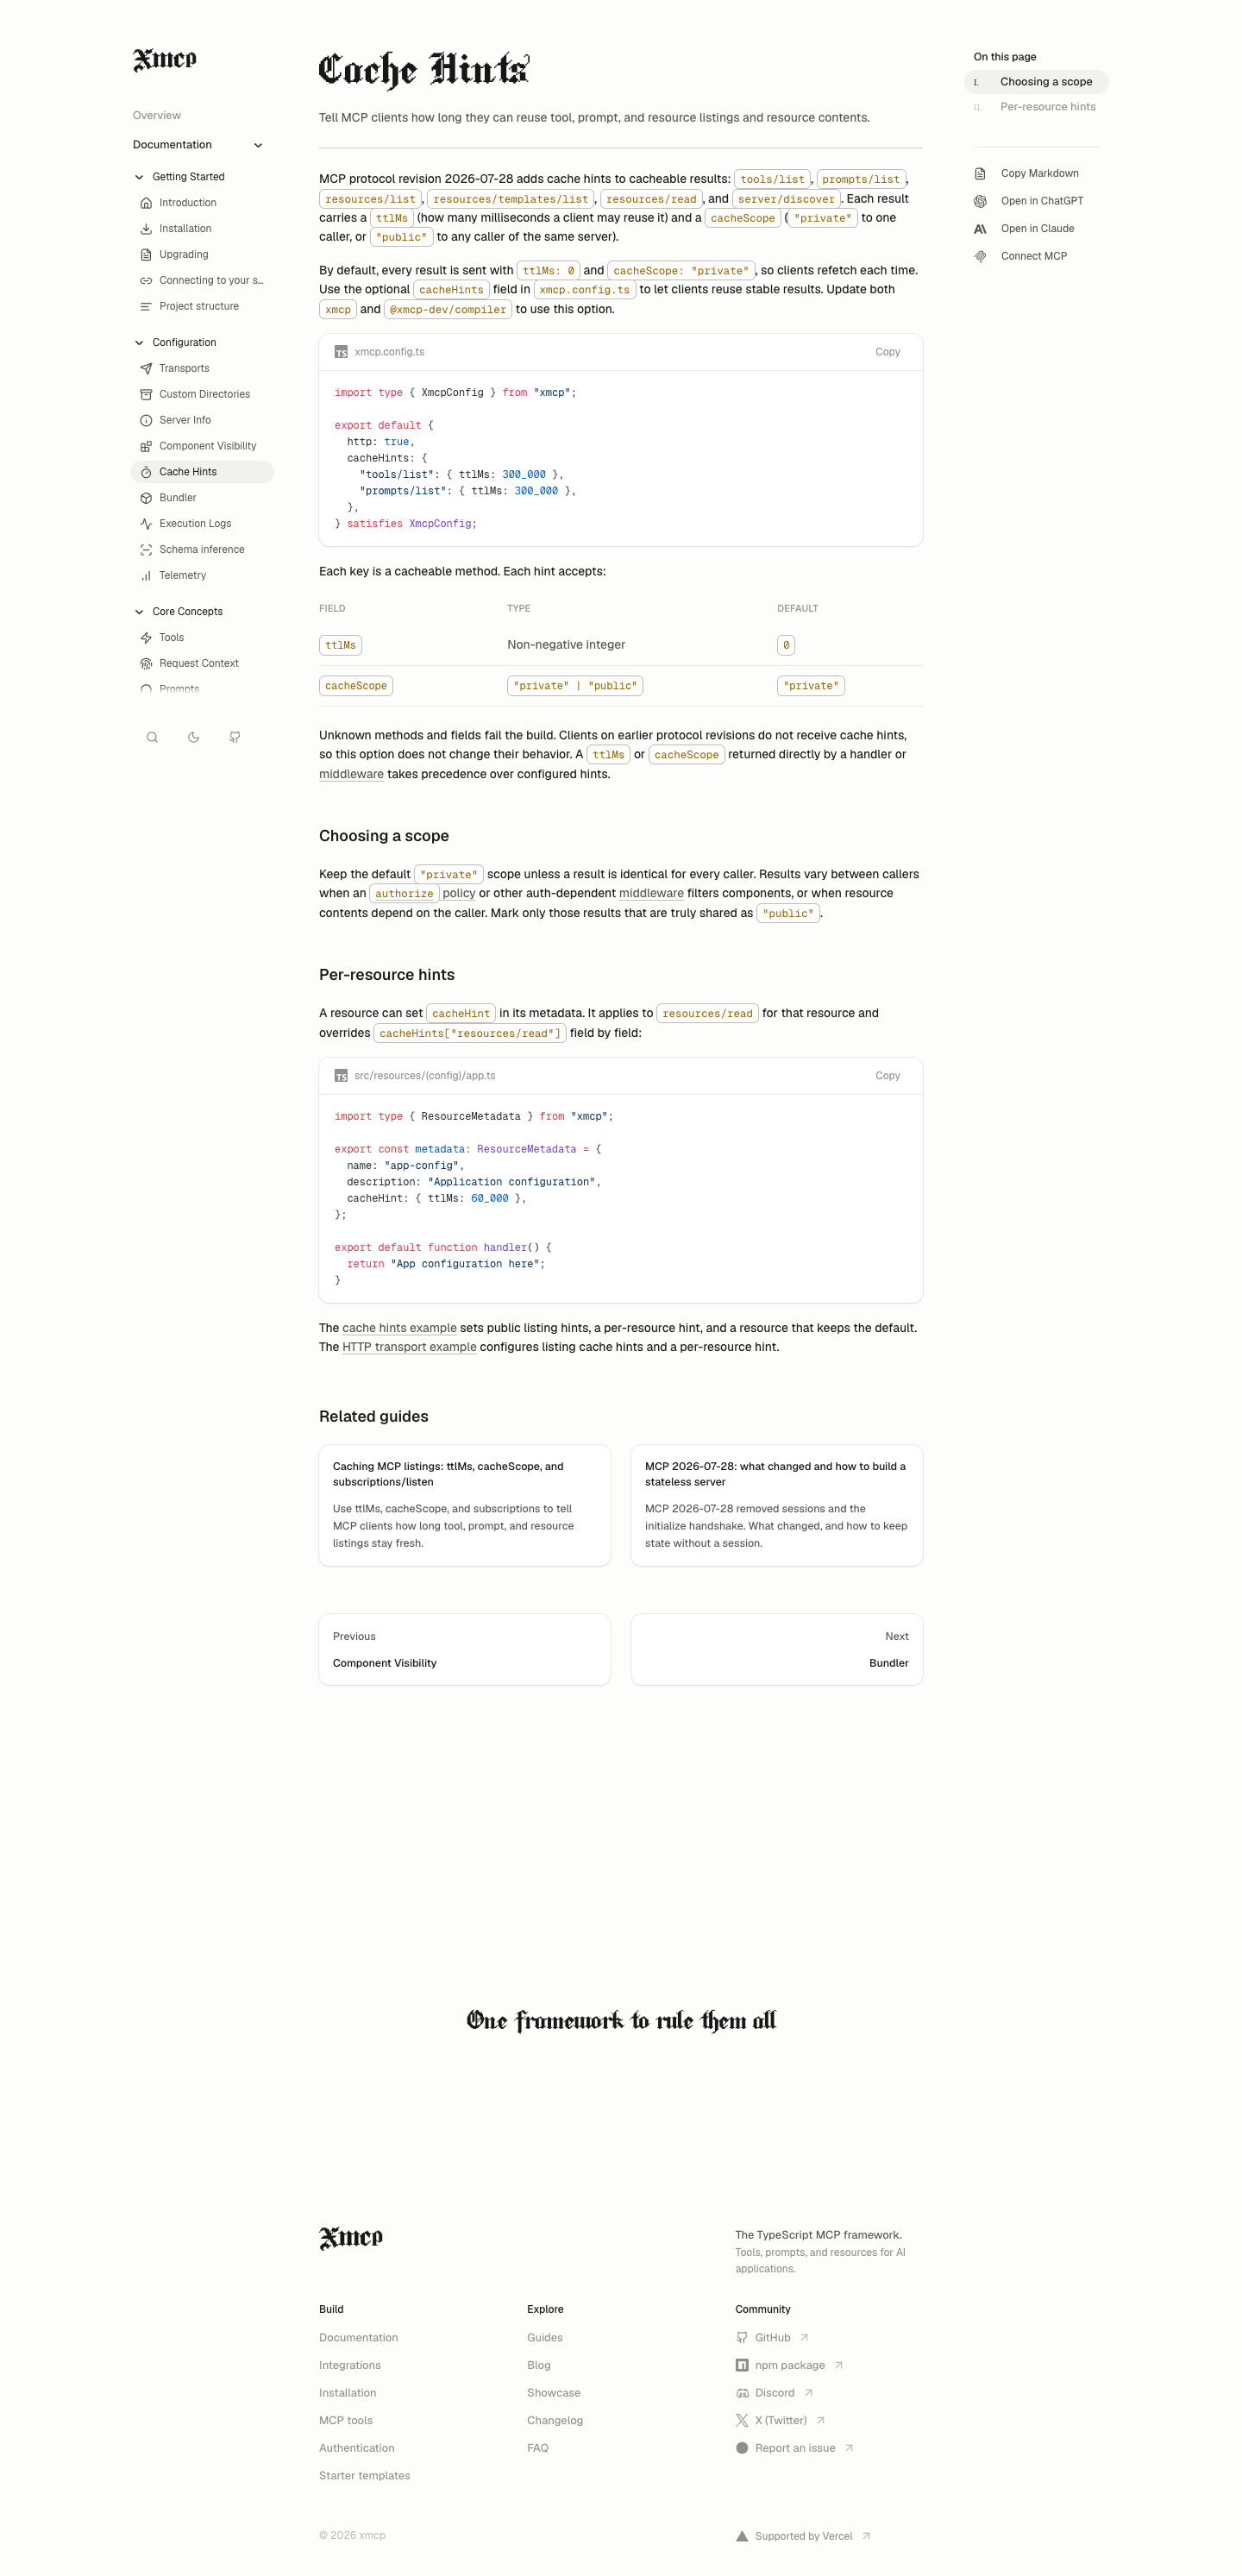 Xmcp
Overview
Documentation
Getting Started
Introduction
Installation
Upgrading
Connecting to your s…
Project structure
Configuration
Transports
Custom Directories
Server Info
Component Visibility
Cache Hints
Bundler
Execution Logs
Schema inference
Telemetry
Core Concepts
Tools
Request Context
Prompts
Cache Hints
Tell MCP clients how long they can reuse tool, prompt, and resource listings and resource contents.
MCP protocol revision 2026-07-28 adds cache hints to cacheable results: tools/list, prompts/list,
resources/list, resources/templates/list, resources/read, and server/discover. Each result
carries a ttlMs (how many milliseconds a client may reuse it) and a cacheScope ("private" to one
caller, or "public" to any caller of the same server).
By default, every result is sent with ttlMs: 0 and cacheScope: "private", so clients refetch each time.
Use the optional cacheHints field in xmcp.config.ts to let clients reuse stable results. Update both
xmcp and @xmcp-dev/compiler to use this option.
TS xmcp.config.ts Copy
import type { XmcpConfig } from "xmcp";
export default {
http: true,
cacheHints: {
"tools/list": { ttlMs: 300_000 },
"prompts/list": { ttlMs: 300_000 },
},
} satisfies XmcpConfig;
Each key is a cacheable method. Each hint accepts:
FIELD TYPE DEFAULT
ttlMs Non-negative integer 0
cacheScope "private" | "public" "private"
Unknown methods and fields fail the build. Clients on earlier protocol revisions do not receive cache hints,
so this option does not change their behavior. A ttlMs or cacheScope returned directly by a handler or
middleware takes precedence over configured hints.
Choosing a scope
Keep the default "private" scope unless a result is identical for every caller. Results vary between callers
when an authorize policy or other auth-dependent middleware filters components, or when resource
contents depend on the caller. Mark only those results that are truly shared as "public".
Per-resource hints
A resource can set cacheHint in its metadata. It applies to resources/read for that resource and
overrides cacheHints["resources/read"] field by field:
TS src/resources/(config)/app.ts Copy
import type { ResourceMetadata } from "xmcp";
export const metadata: ResourceMetadata = {
name: "app-config",
description: "Application configuration",
cacheHint: { ttlMs: 60_000 },
};
export default function handler() {
return "App configuration here";
}
The cache hints example sets public listing hints, a per-resource hint, and a resource that keeps the default.
The HTTP transport example configures listing cache hints and a per-resource hint.
Related guides
Caching MCP listings: ttlMs, cacheScope, and
subscriptions/listen
Use ttlMs, cacheScope, and subscriptions to tell
MCP clients how long tool, prompt, and resource
listings stay fresh.
MCP 2026-07-28: what changed and how to build a
stateless server
MCP 2026-07-28 removed sessions and the
initialize handshake. What changed, and how to keep
state without a session.
Previous
Component Visibility
Next
Bundler
On this page
I. Choosing a scope
II. Per-resource hints
Copy Markdown
Open in ChatGPT
Open in Claude
Connect MCP
One framework to rule them all
Xmcp
The TypeScript MCP framework.
Tools, prompts, and resources for AI
applications.
Build
Documentation
Integrations
Installation
MCP tools
Authentication
Starter templates
Explore
Guides
Blog
Showcase
Changelog
FAQ
Community
GitHub
npm package
Discord
X (Twitter)
Report an issue
© 2026 xmcp
Supported by Vercel